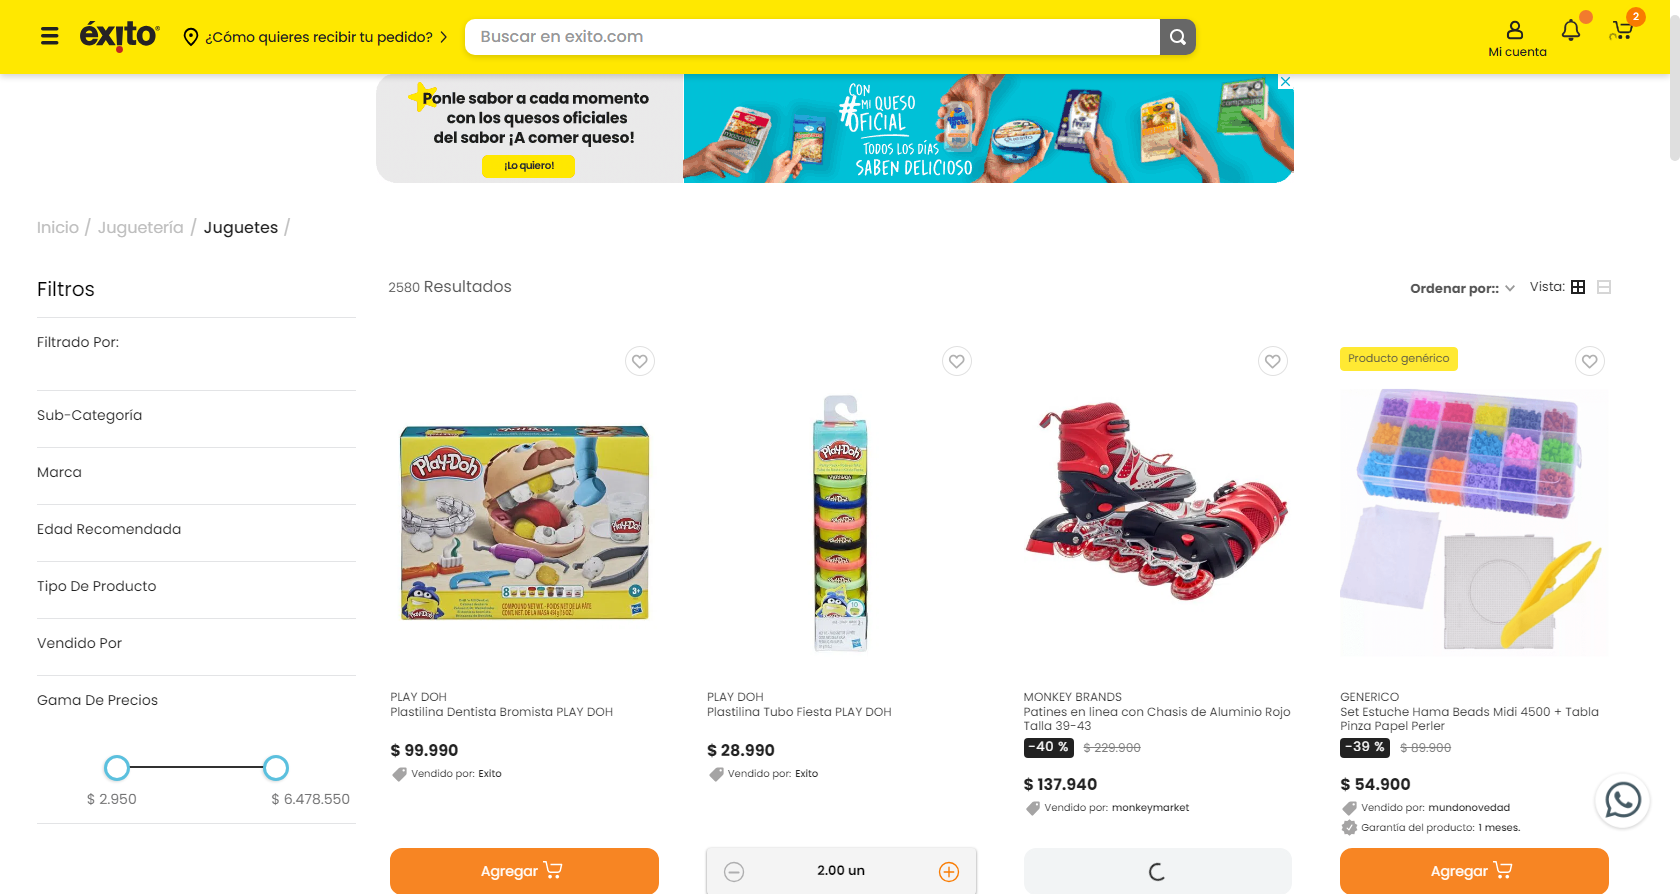 éxito
¿Cómo quieres recibir tu pedido?
Buscar en exito.com
Mi cuenta
2
Ponle sabor a cada momento
con los quesos oficiales
del sabor ¡A comer queso!
¡Lo quiero!
CON
MI QUESO
#OFICIAL
TODOS LOS DÍAS
SABEN DELICIOSO
Inicio / Juguetería / Juguetes /
Filtros
2580 Resultados
Ordenar por::
Vista:
Filtrado Por:
Sub-Categoría
Marca
Edad Recomendada
Tipo De Producto
Vendido Por
Gama De Precios
$ 2.950
$ 6.478.550
Play-Doh
PLAY DOH
Plastilina Dentista Bromista PLAY DOH
$ 99.990
Vendido por: Exito
Agregar
Play-Doh
PLAY DOH
Plastilina Tubo Fiesta PLAY DOH
$ 28.990
Vendido por: Exito
2.00 un
MONKEY BRANDS
Patines en linea con Chasis de Aluminio Rojo
Talla 39-43
-40 % $ 229.900
$ 137.940
Vendido por: monkeymarket
Producto genérico
GENERICO
Set Estuche Hama Beads Midi 4500 + Tabla
Pinza Papel Perler
-39 % $ 89.900
$ 54.900
Vendido por: mundonovedad
Garantía del producto: 1 meses.
Agregar